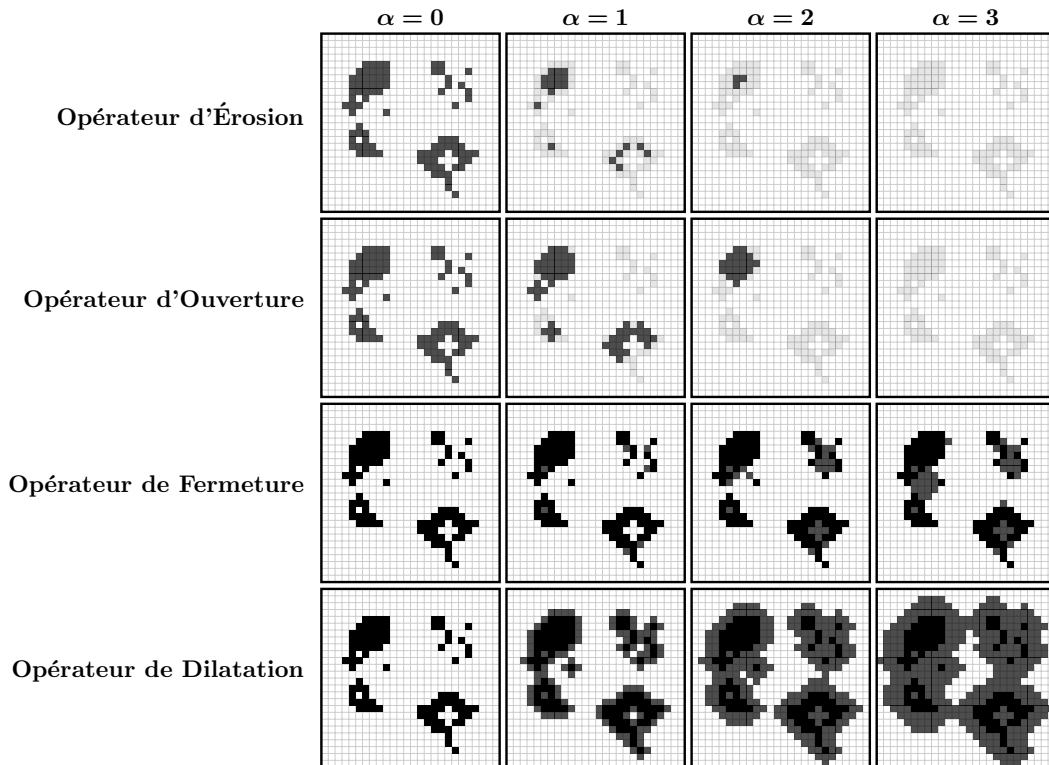 α = 0 α = 1 α = 2 α = 3
Opérateur d'Érosion
Opérateur d'Ouverture
Opérateur de Fermeture
Opérateur de Dilatation